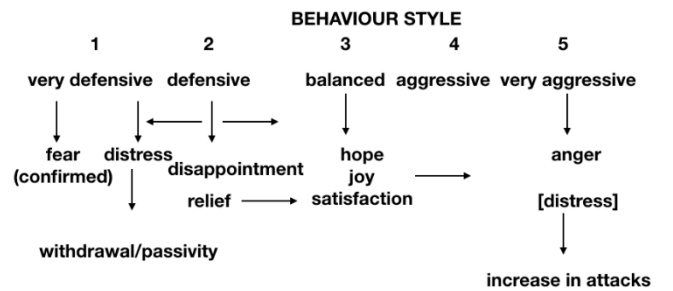 BEHAVIOUR STYLE
1 2 3 4 5
very defensive defensive balanced aggressive very aggressive
fear distress hope anger
(confirmed) disappointment joy
relief satisfaction [distress]
withdrawal/passivity
increase in attacks